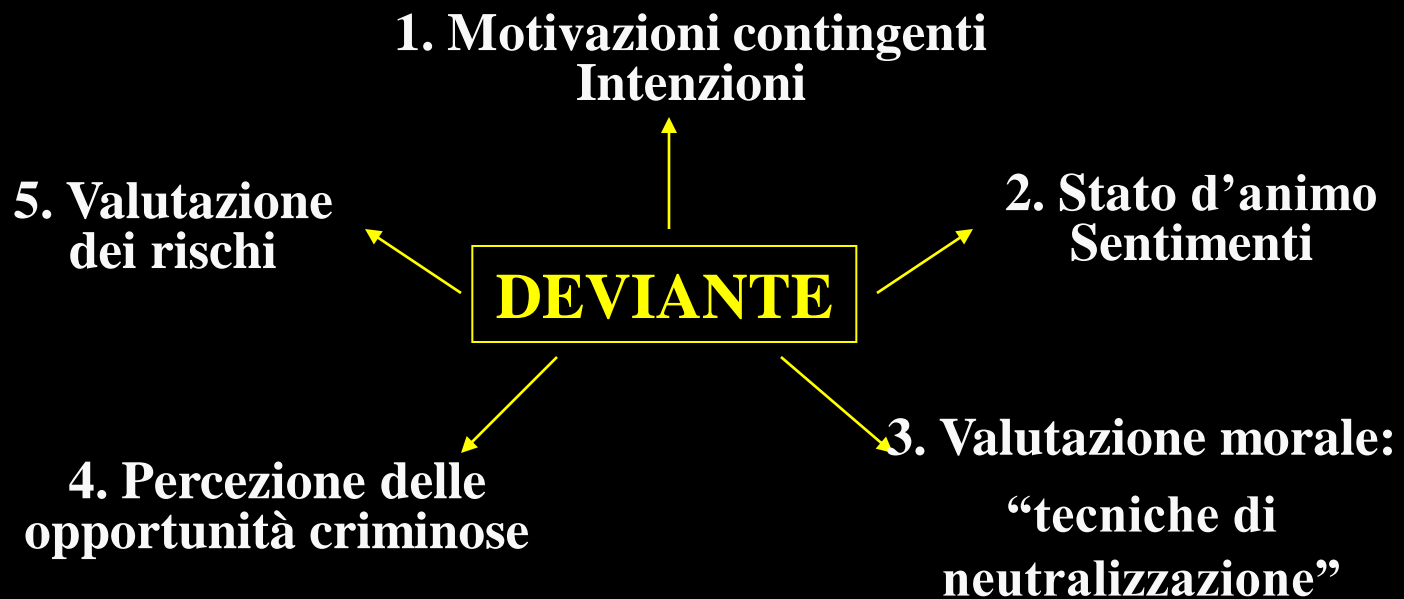 1. Motivazioni contingenti
Intenzioni
2. Stato d’animo
Sentimenti
5. Valutazione
dei rischi
DEVIANTE
3. Valutazione morale:
“tecniche di
neutralizzazione”
4. Percezione delle
opportunità criminose